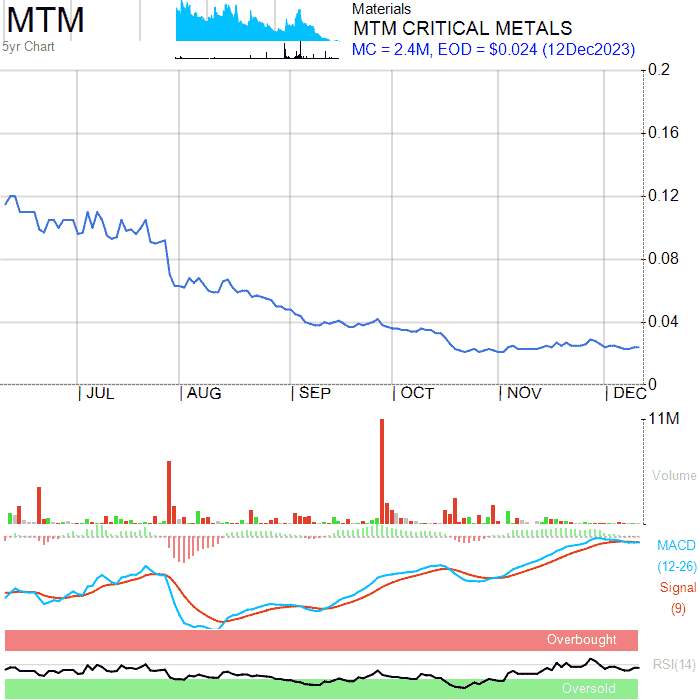 MTM
5yr Chart
Materials
MTM CRITICAL METALS
MC = 2.4M, EOD = $0.024 (12Dec2023)
0.2
0.16
0.12
0.08
0.04
0
JUL
AUG
SEP
OCT
NOV
DEC
11M
Volume
MACD
(12-26)
Signal
(9)
Overbought
RSI(14)
Oversold